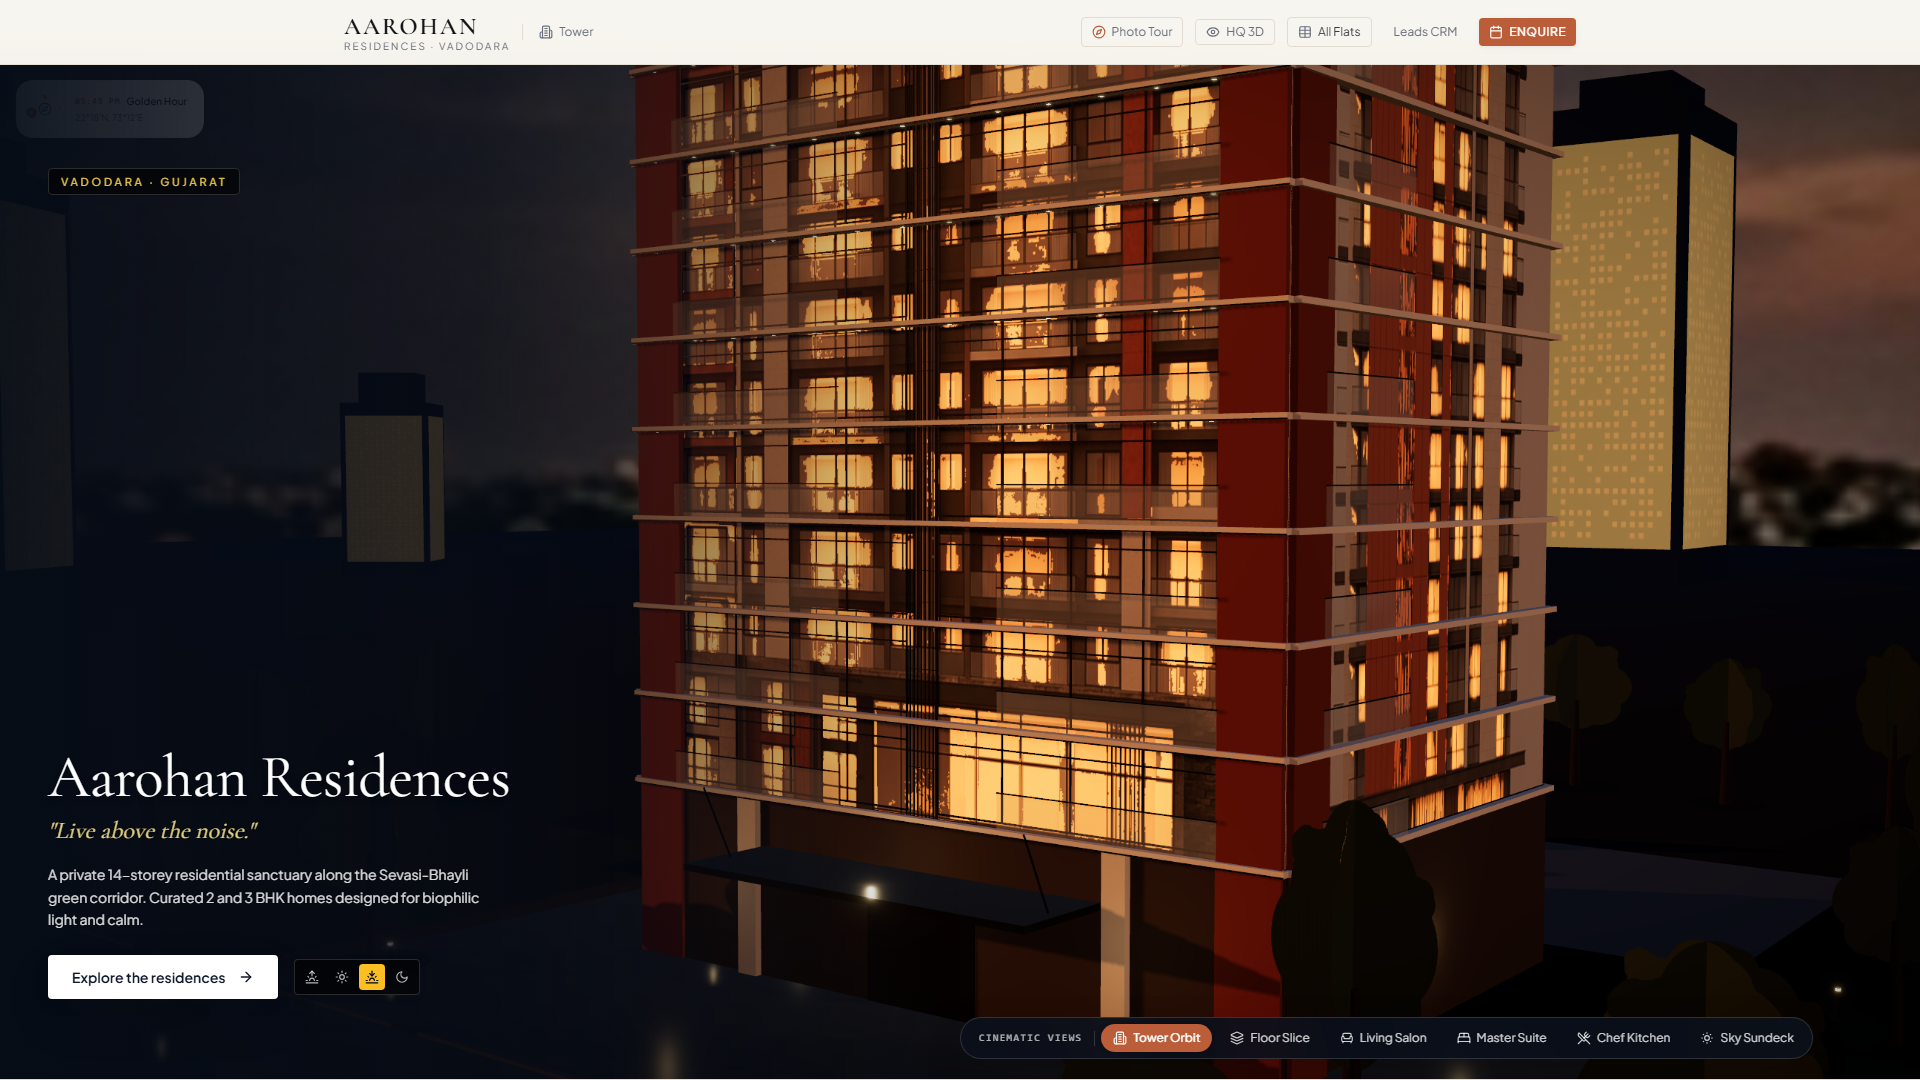 AAROHAN
RESIDENCES · VADODARA
Tower
Photo Tour
HQ 3D
All Flats
Leads CRM
ENQUIRE
Golden Hour
VADODARA · GUJARAT
Aarohan Residences
"Live above the noise."
A private 14-storey residential sanctuary along the Sevasi-Bhayli
green corridor. Curated 2 and 3 BHK homes designed for biophilic
light and calm.
Explore the residences
CINEMATIC VIEWS
Tower Orbit
Floor Slice
Living Salon
Master Suite
Chef Kitchen
Sky Sundeck